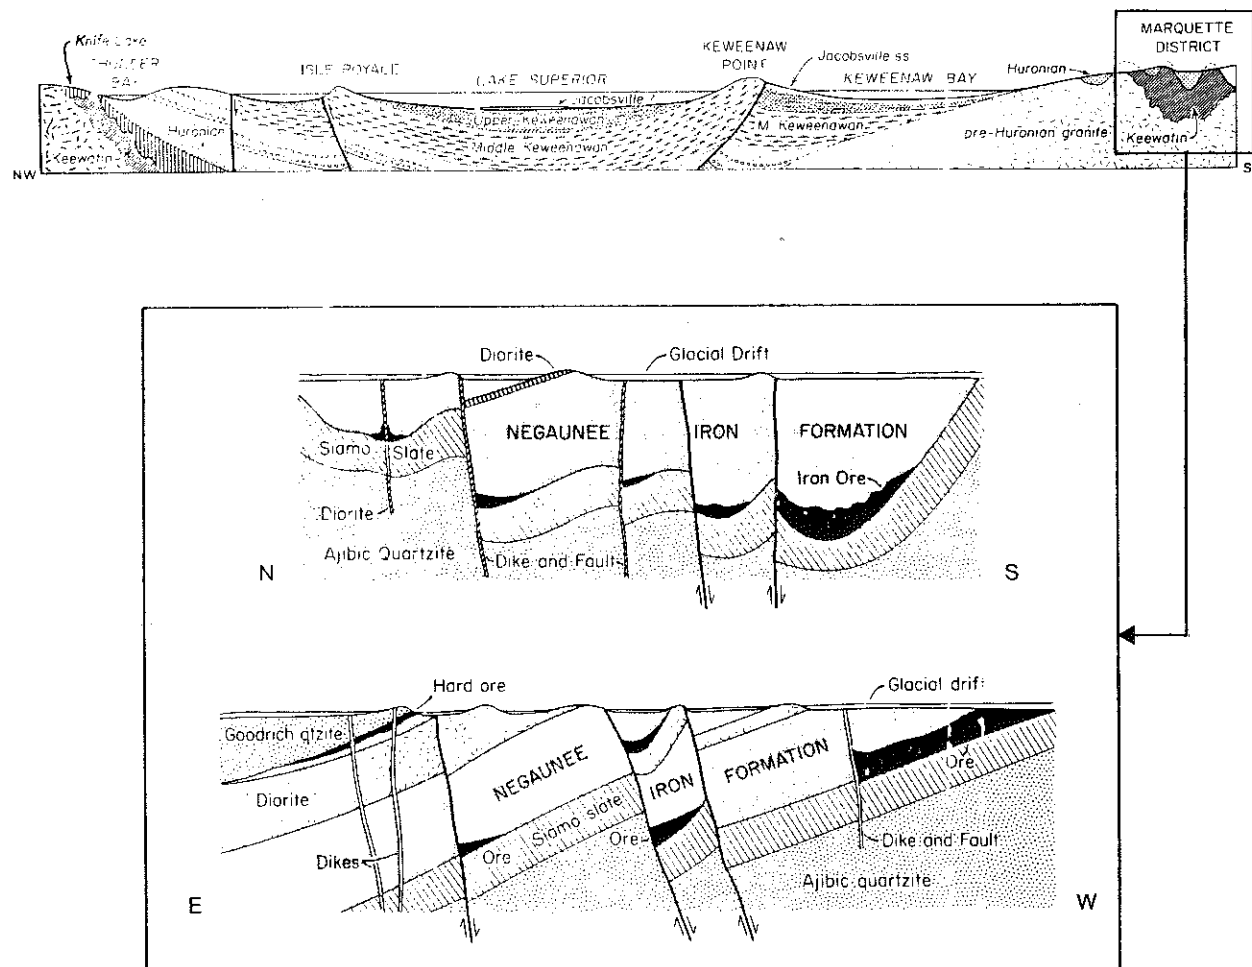 MARQUETTE
DISTRICT
Knife Lake
THUNDER
BAY
ISLE ROYALE
LAKE SUPERIOR
KEWEENAW
POINT
Jacobsville ss
KEWEENAW BAY
Huronian
Jacobsville
Upper Keweenawan
Huronian
M. Keweenawan
Middle Keweenawan
pre-Huronian granite
Keewatin
Keewatin
NW
S
Diorite
Glacial Drift
NEGAUNEE IRON FORMATION
Siamo Slate
Iron Ore
Diorite
Ajibic Quartzite
Dike and Fault
N
S
Hard ore
Glacial drift
Goodrich qtzite
NEGAUNEE IRON FORMATION
Diorite
Siamo slate
Ore
Ore
Ore
Dikes
Dike and Fault
Ajibic quartzite
E
W